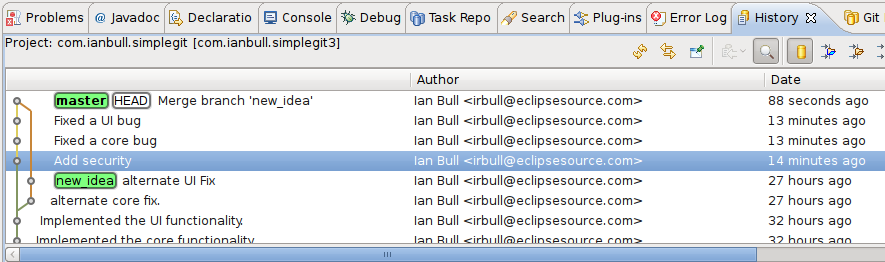 Problems @ Javadoc Declaratio Console Debug Task Repo Search Plug-ins Error Log History Git
Project: com.ianbull.simplegit [com.ianbull.simplegit3]
Author Date
master HEAD Merge branch 'new_idea' Ian Bull <irbull@eclipsesource.com> 88 seconds ago
Fixed a UI bug Ian Bull <irbull@eclipsesource.com> 13 minutes ago
Fixed a core bug Ian Bull <irbull@eclipsesource.com> 13 minutes ago
Add security Ian Bull <irbull@eclipsesource.com> 14 minutes ago
new_idea alternate UI Fix Ian Bull <irbull@eclipsesource.com> 27 hours ago
alternate core fix. Ian Bull <irbull@eclipsesource.com> 27 hours ago
Implemented the UI functionality. Ian Bull <irbull@eclipsesource.com> 32 hours ago
Implemented the core functionality Ian Bull <irbull@eclipsesource.com> 32 hours ago